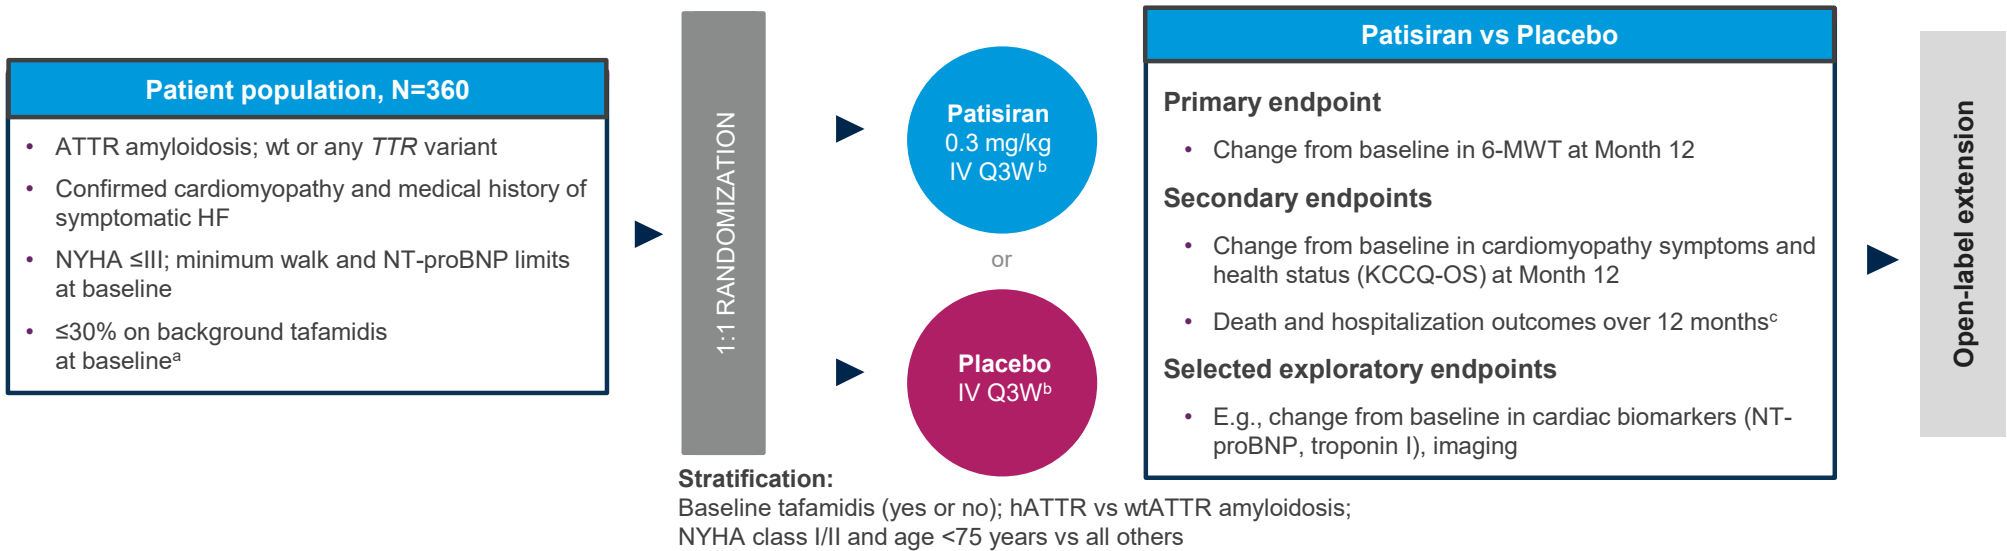 Patient population, N=360
• ATTR amyloidosis; wt or any TTR variant
• Confirmed cardiomyopathy and medical history of
symptomatic HF
• NYHA ≤III; minimum walk and NT-proBNP limits
at baseline
• ≤30% on background tafamidis
at baselineᵃ
1:1 RANDOMIZATION
Stratification:
Baseline tafamidis (yes or no); hATTR vs wtATTR amyloidosis;
NYHA class I/II and age <75 years vs all others
Patisiran
0.3 mg/kg
IV Q3W ᵇ
or
Placebo
IV Q3Wᵇ
Patisiran vs Placebo
Primary endpoint
• Change from baseline in 6-MWT at Month 12
Secondary endpoints
• Change from baseline in cardiomyopathy symptoms and
health status (KCCQ-OS) at Month 12
• Death and hospitalization outcomes over 12 monthsᶜ
Selected exploratory endpoints
• E.g., change from baseline in cardiac biomarkers (NT-
proBNP, troponin I), imaging
Open-label extension